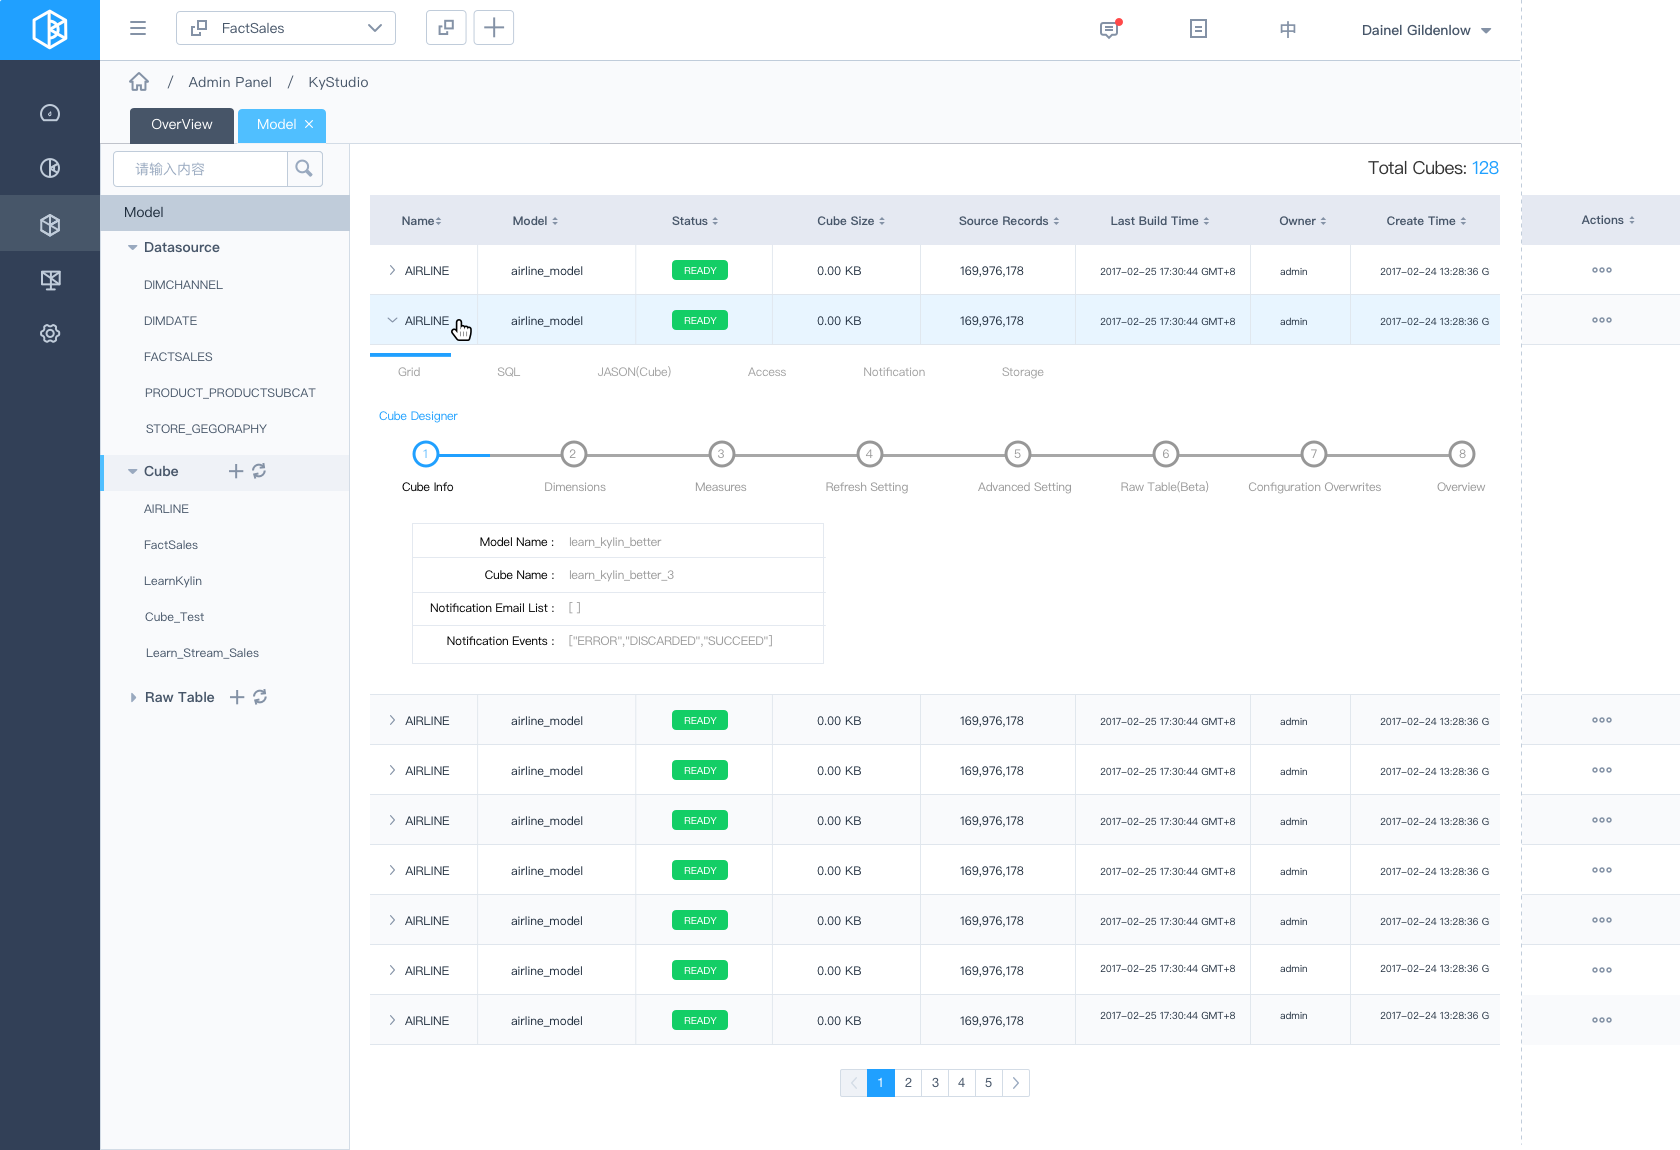 FactSales
中
Dainel Gildenlow
/ Admin Panel / KyStudio
OverView
Model ×
请输入内容
Total Cubes: 128
Model
Datasource
DIMCHANNEL
DIMDATE
FACTSALES
PRODUCT_PRODUCTSUBCAT
STORE_GEGORAPHY
Cube
AIRLINE
FactSales
LearnKylin
Cube_Test
Learn_Stream_Sales
Raw Table
Name Model Status Cube Size Source Records Last Build Time Owner Create Time Actions
AIRLINE airline_model READY 0.00 KB 169,976,178 2017-02-25 17:30:44 GMT+8 admin 2017-02-24 13:28:36 G
AIRLINE airline_model READY 0.00 KB 169,976,178 2017-02-25 17:30:44 GMT+8 admin 2017-02-24 13:28:36 G
Grid SQL JASON(Cube) Access Notification Storage
Cube Designer
1 2 3 4 5 6 7 8
Cube Info Dimensions Measures Refresh Setting Advanced Setting Raw Table(Beta) Configuration Overwrites Overview
Model Name : learn_kylin_better
Cube Name : learn_kylin_better_3
Notification Email List : [ ]
Notification Events : ["ERROR","DISCARDED","SUCCEED"]
AIRLINE airline_model READY 0.00 KB 169,976,178 2017-02-25 17:30:44 GMT+8 admin 2017-02-24 13:28:36 G
AIRLINE airline_model READY 0.00 KB 169,976,178 2017-02-25 17:30:44 GMT+8 admin 2017-02-24 13:28:36 G
AIRLINE airline_model READY 0.00 KB 169,976,178 2017-02-25 17:30:44 GMT+8 admin 2017-02-24 13:28:36 G
AIRLINE airline_model READY 0.00 KB 169,976,178 2017-02-25 17:30:44 GMT+8 admin 2017-02-24 13:28:36 G
AIRLINE airline_model READY 0.00 KB 169,976,178 2017-02-25 17:30:44 GMT+8 admin 2017-02-24 13:28:36 G
AIRLINE airline_model READY 0.00 KB 169,976,178 2017-02-25 17:30:44 GMT+8 admin 2017-02-24 13:28:36 G
AIRLINE airline_model READY 0.00 KB 169,976,178 2017-02-25 17:30:44 GMT+8 admin 2017-02-24 13:28:36 G
1 2 3 4 5